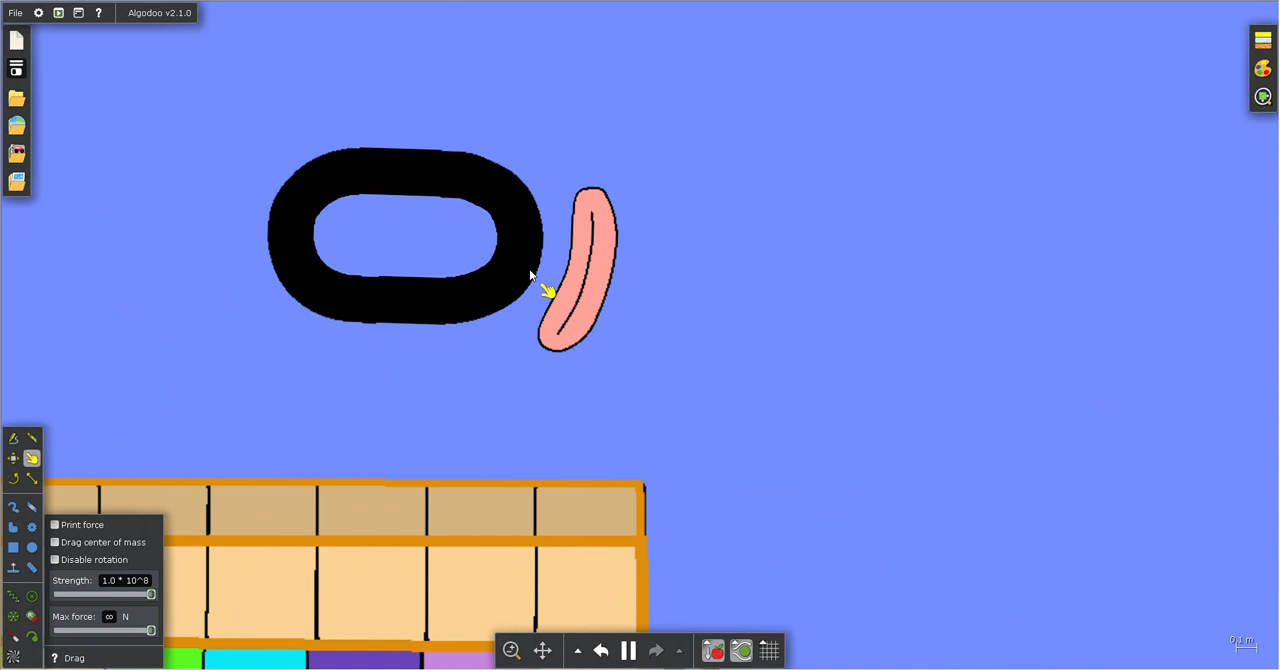 File ? Algodoo v2.1.0
Print force
Drag center of mass
Disable rotation
Strength: 1.0 * 10^8
Max force: ∞ N
? Drag
0.1 m